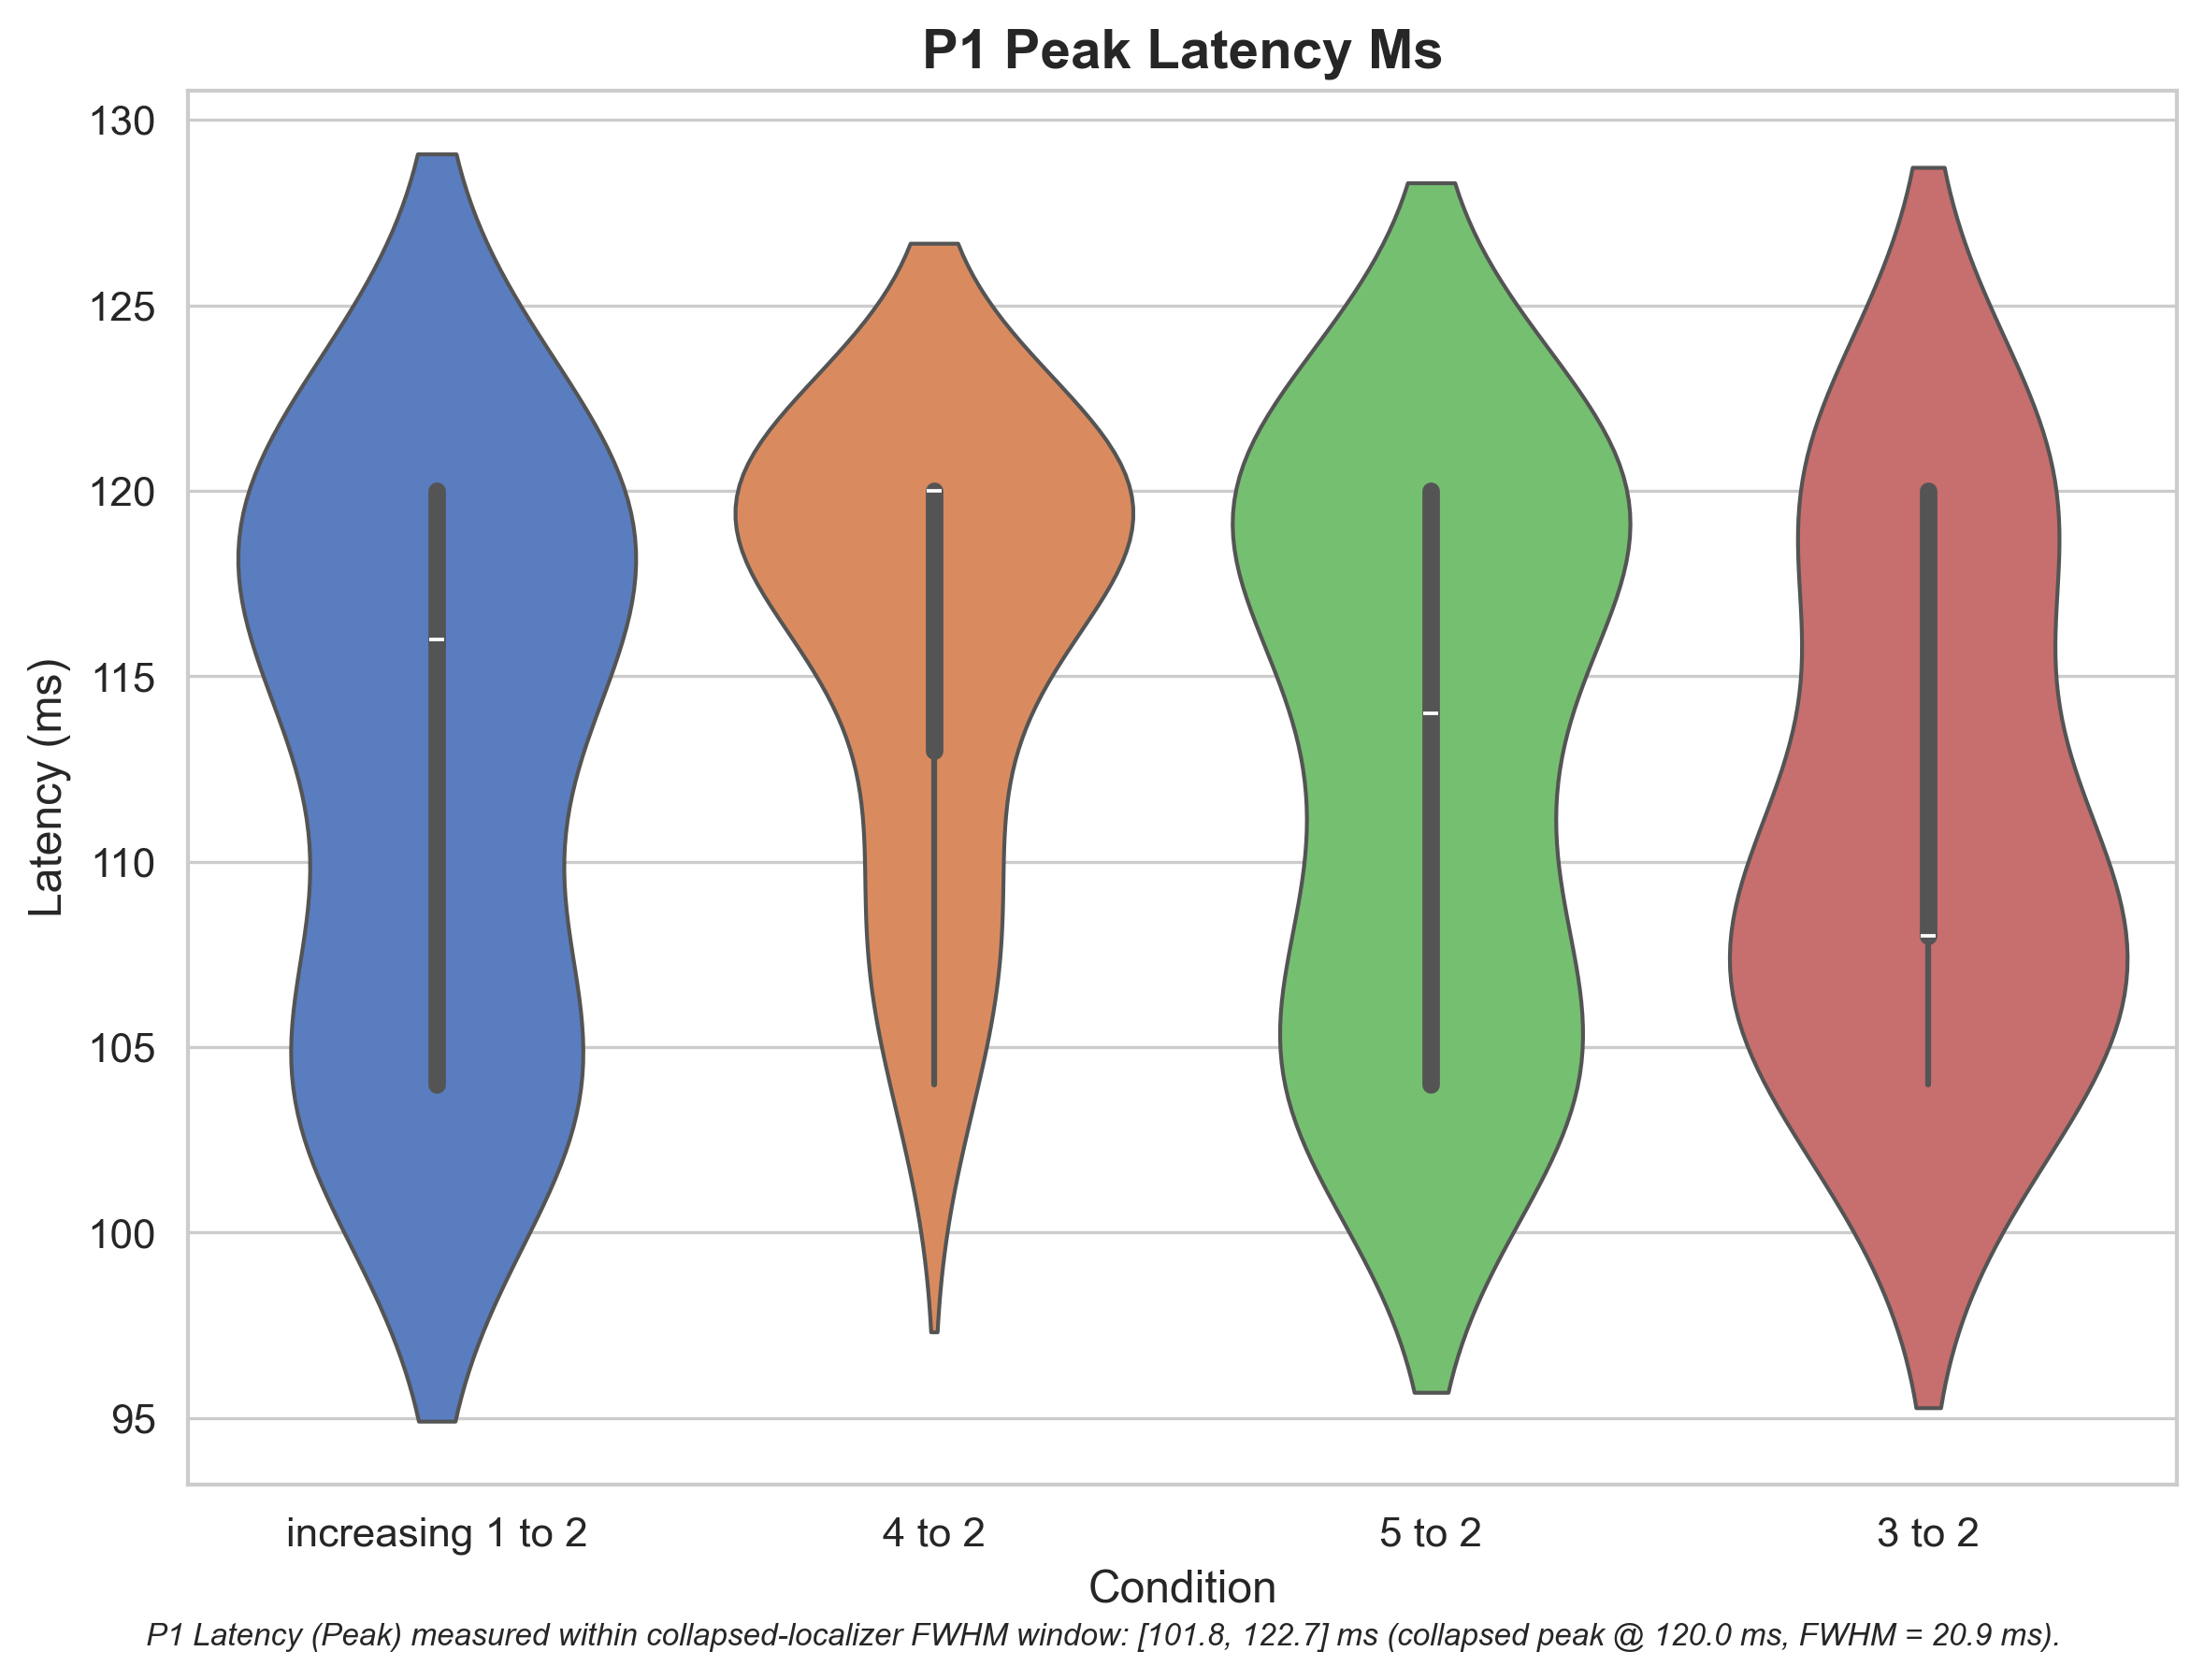 P1 Peak Latency Ms
130
125
120
115
110
105
100
95
Latency (ms)
increasing 1 to 2
4 to 2
5 to 2
3 to 2
Condition
P1 Latency (Peak) measured within collapsed-localizer FWHM window: [101.8, 122.7] ms (collapsed peak @ 120.0 ms, FWHM = 20.9 ms).